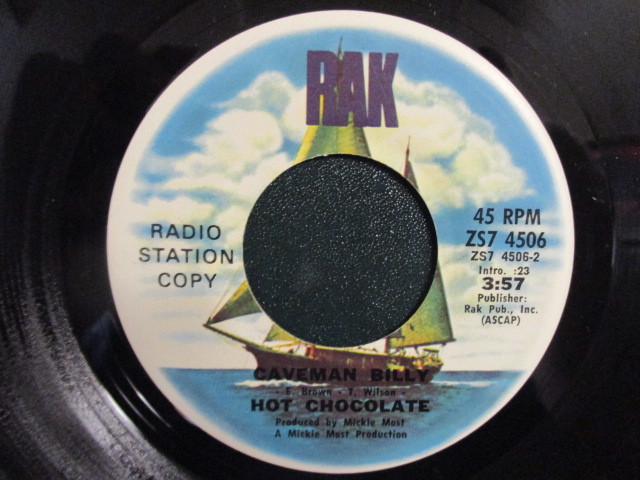 RAK
RADIO
STATION
COPY
45 RPM
ZS7 4506
ZS7 4506-2
Intro. :23
3:57
Publisher:
Rak Pub., Inc.
(ASCAP)
CAVEMAN BILLY
- E. Brown - T. Wilson -
HOT CHOCOLATE
Produced by Mickie Most
A Mickie Most Production